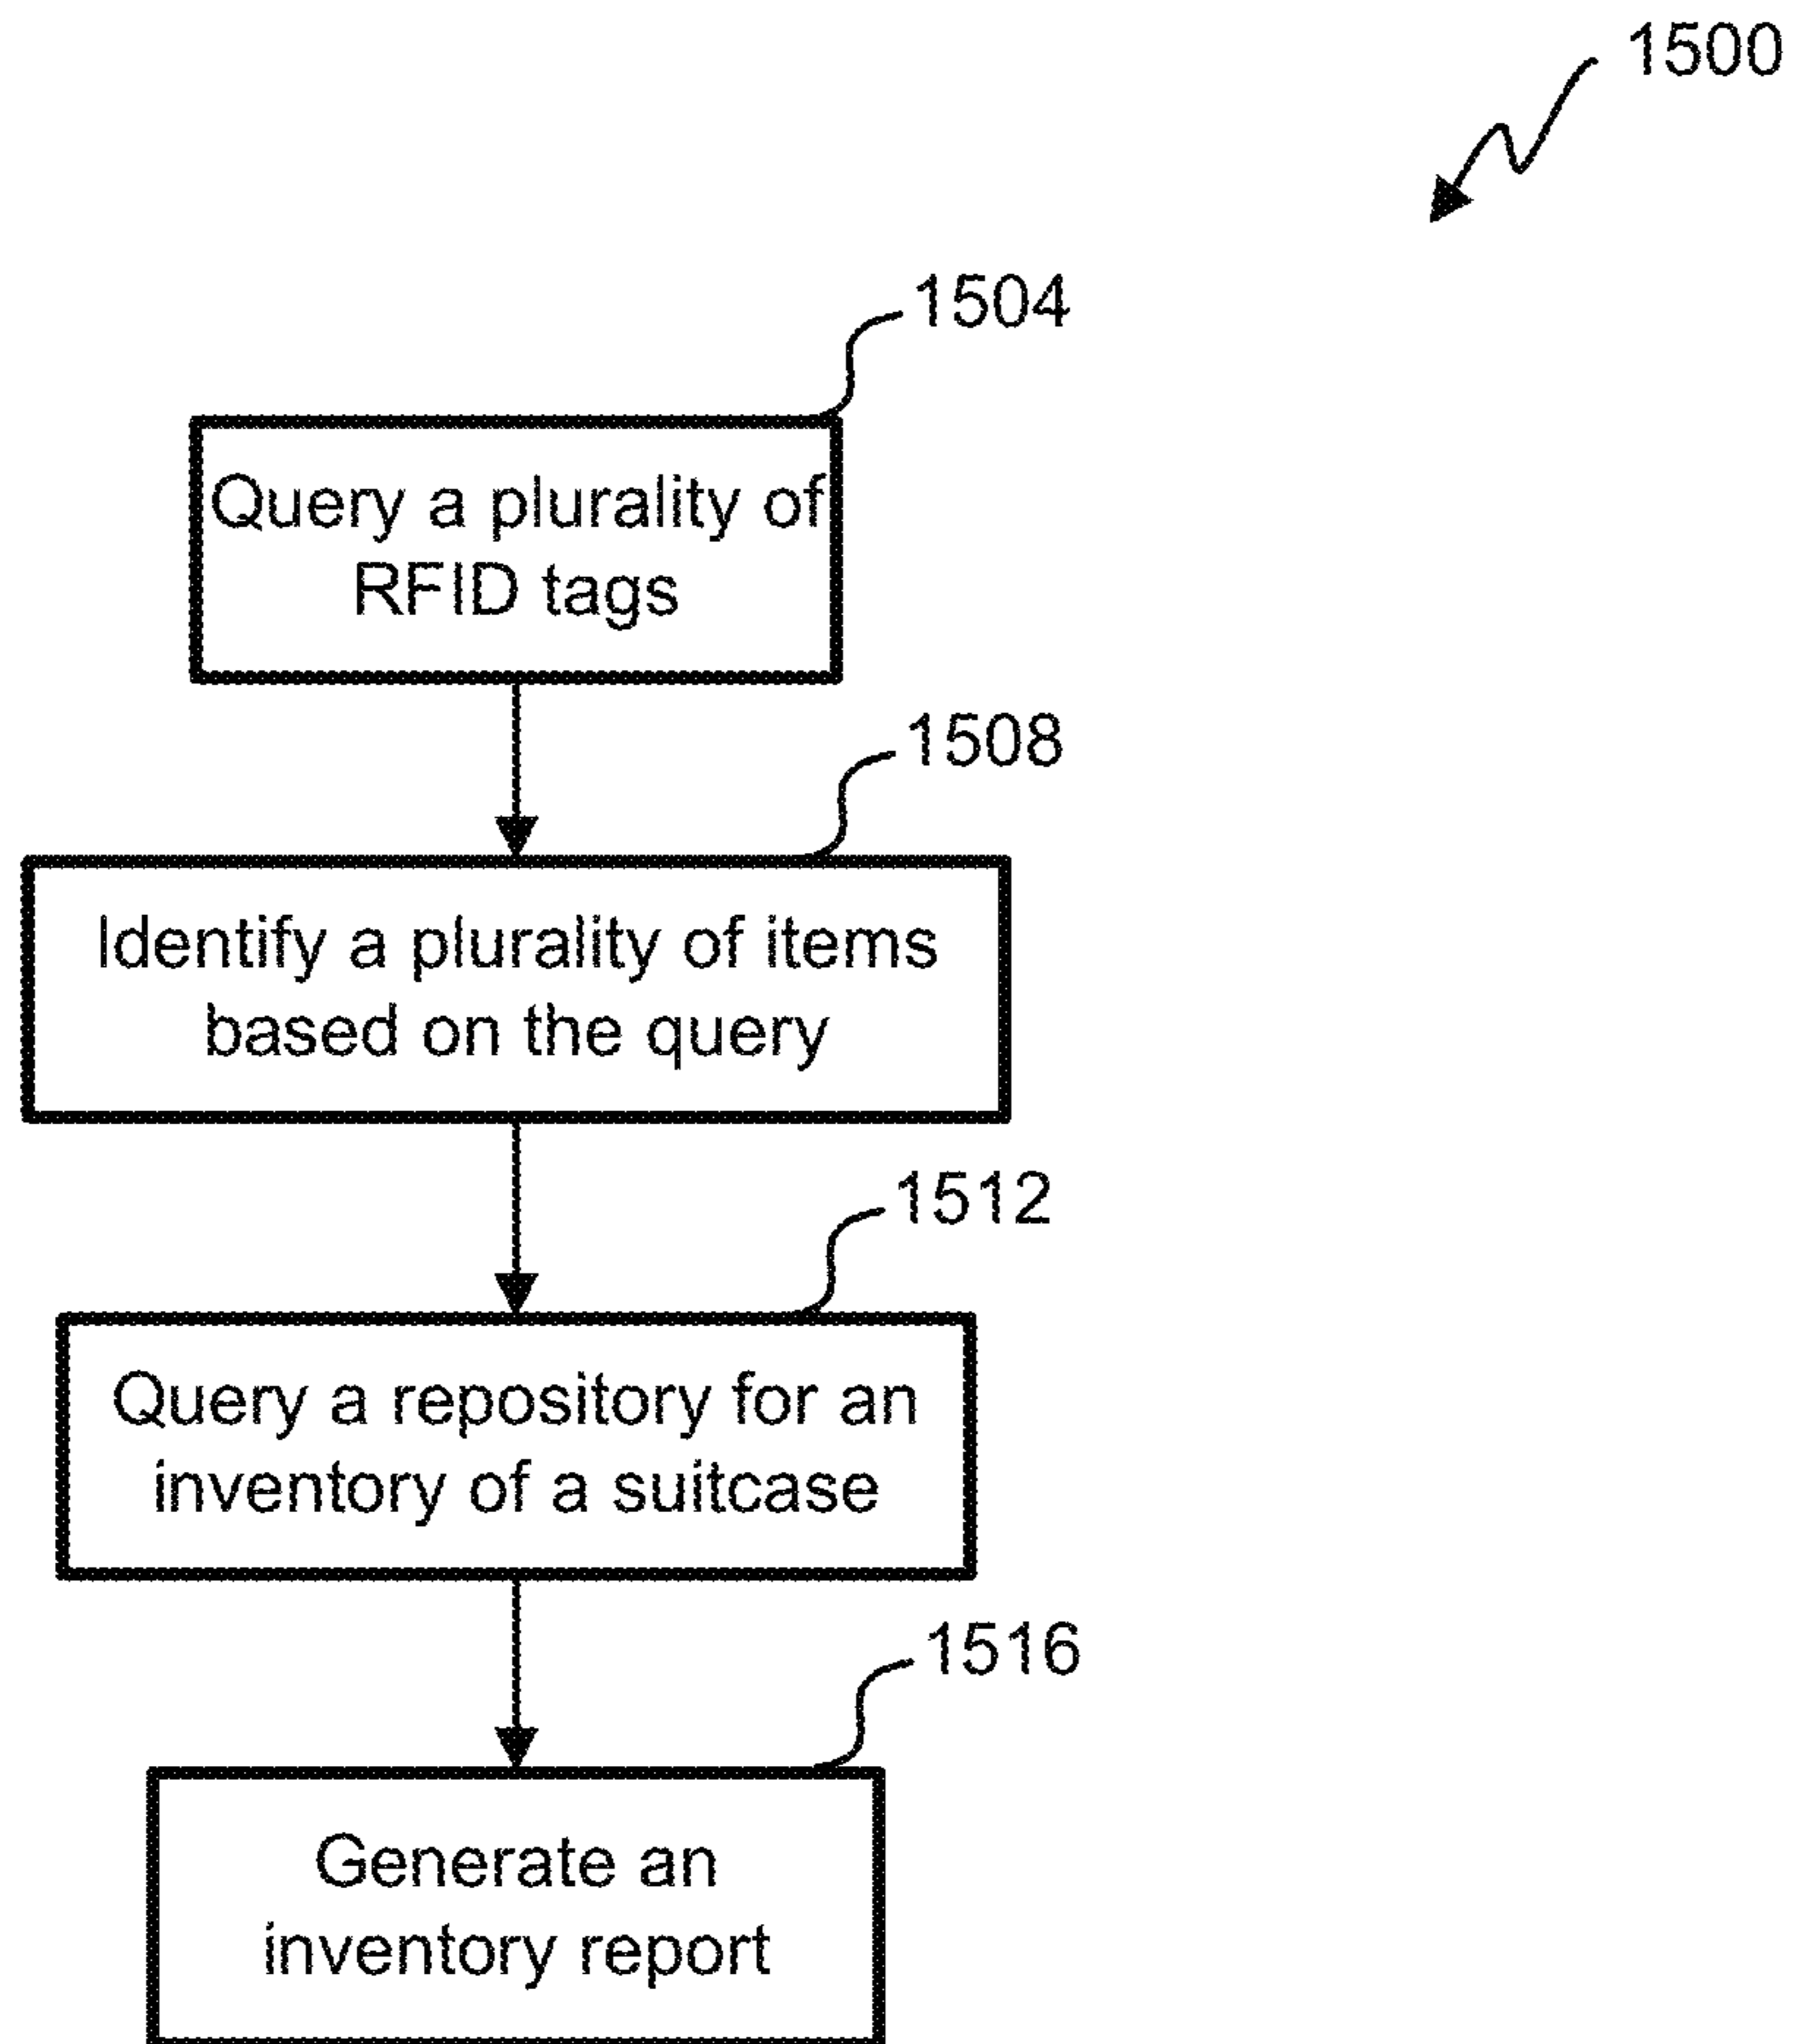 1500
1504
Query a plurality of
RFID tags
1508
Identify a plurality of items
based on the query
1512
Query a repository for an
inventory of a suitcase
1516
Generate an
inventory report